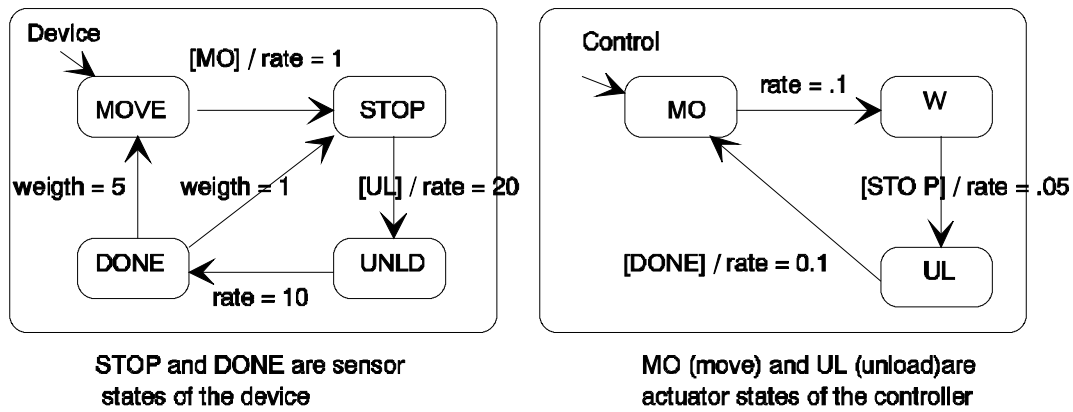 Device
[MO] / rate = 1
MOVE
STOP
weigth = 5
weigth = 1
[UL] / rate = 20
DONE
UNLD
rate = 10
STOP and DONE are sensor
states of the device
Control
rate = .1
MO
W
[STO P] / rate = .05
[DONE] / rate = 0.1
UL
MO (move) and UL (unload)are
actuator states of the controller